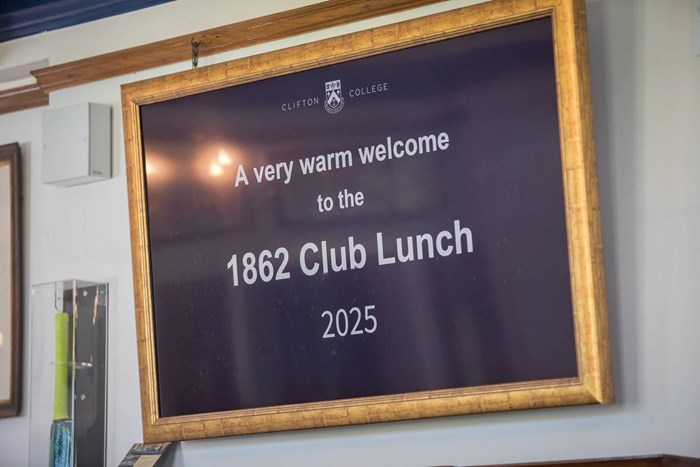 CLIFTON COLLEGE
A very warm welcome
to the
1862 Club Lunch
2025